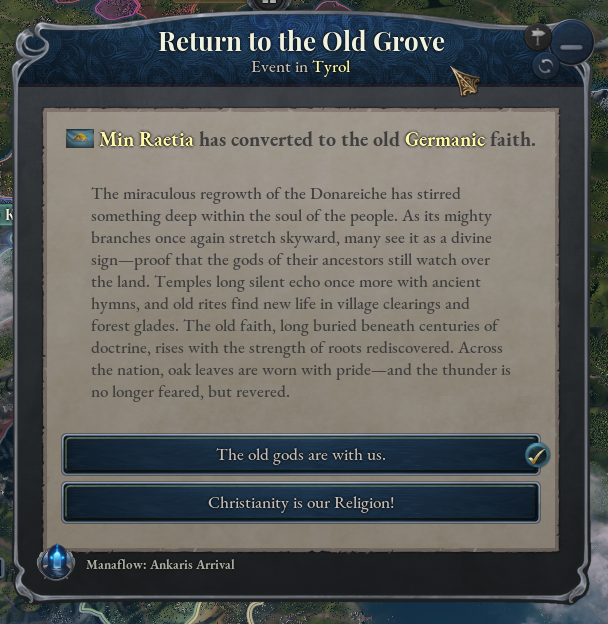 Return to the Old Grove
Event in Tyrol
Min Raetia has converted to the old Germanic faith.
The miraculous regrowth of the Donareiche has stirred
something deep within the soul of the people. As its mighty
branches once again stretch skyward, many see it as a divine
sign—proof that the gods of their ancestors still watch over
the land. Temples long silent echo once more with ancient
hymns, and old rites find new life in village clearings and
forest glades. The old faith, long buried beneath centuries of
doctrine, rises with the strength of roots rediscovered. Across
the nation, oak leaves are worn with pride—and the thunder is
no longer feared, but revered.
The old gods are with us.
Christianity is our Religion!
Manaflow: Ankaris Arrival